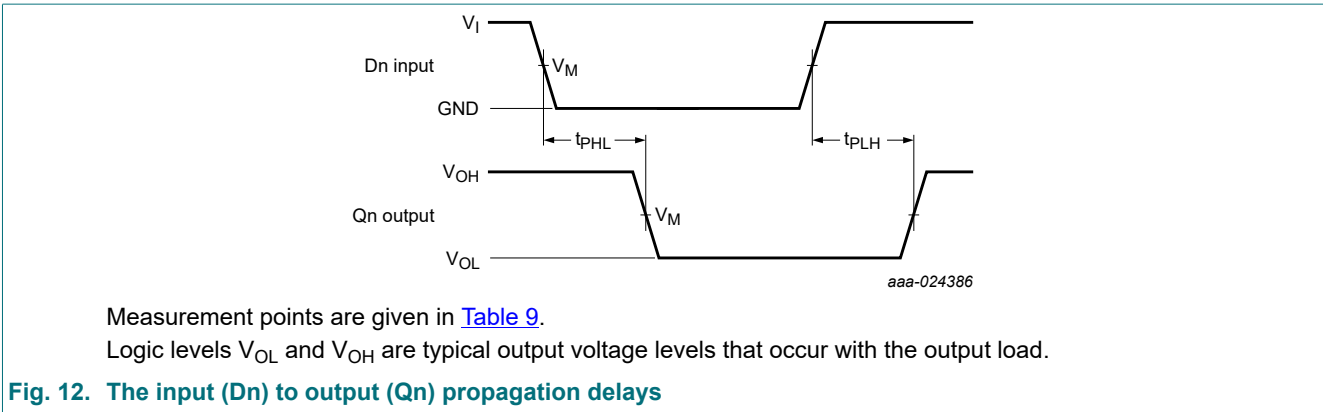 V_I
Dn input
V_M
GND
t_PHL
t_PLH
V_OH
Qn output
V_M
V_OL
aaa-024386
Measurement points are given in Table 9.
Logic levels V_OL and V_OH are typical output voltage levels that occur with the output load.
Fig. 12. The input (Dn) to output (Qn) propagation delays